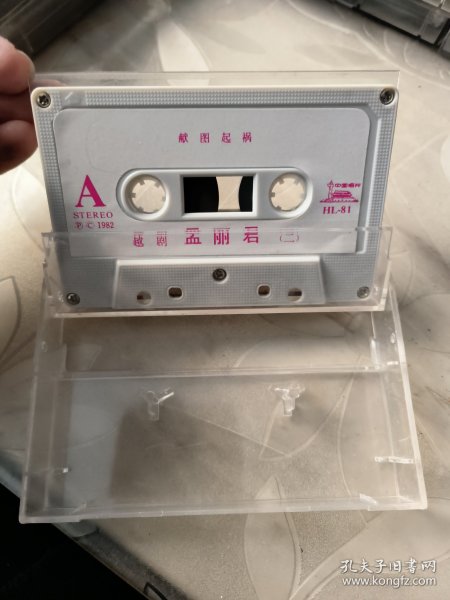 献图起祸
A
STEREO
Ⓟ © 1982
中国唱片
HL-81
越剧 孟丽君 (二)
孔夫子旧书网
www.kongfz.com